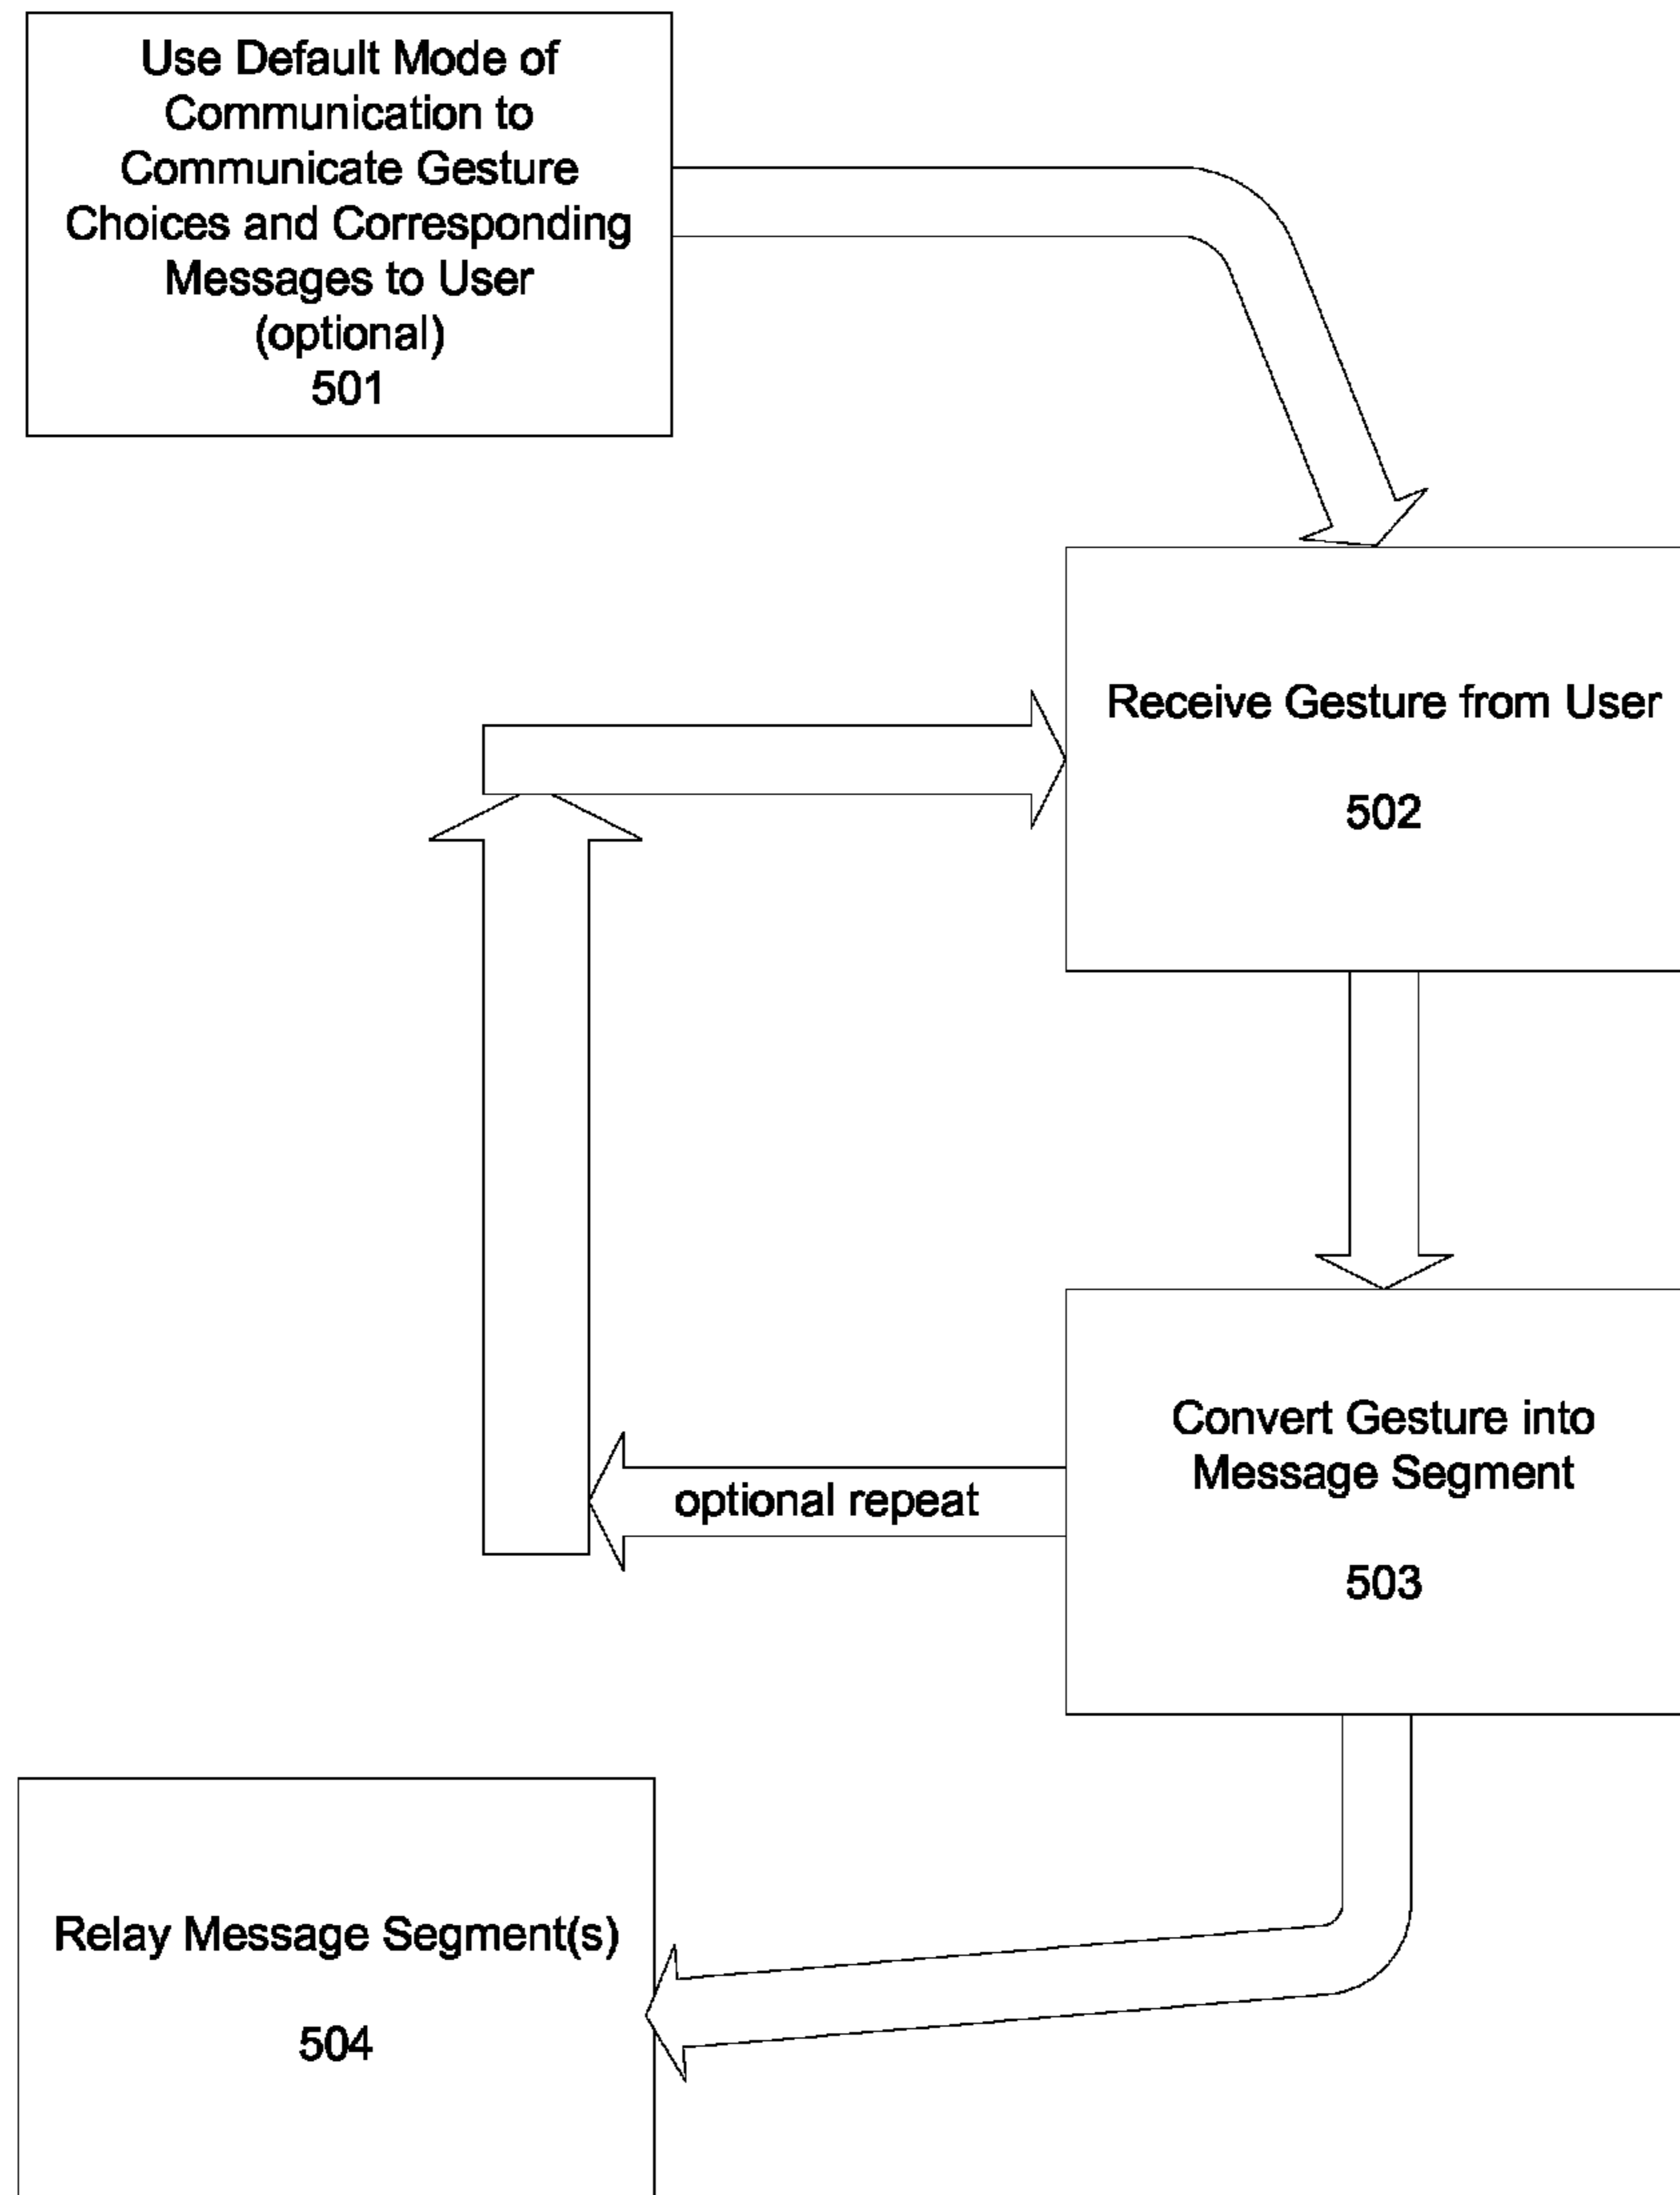 Use Default Mode of
Communication to
Communicate Gesture
Choices and Corresponding
Messages to User
(optional)
501
Receive Gesture from User
502
Convert Gesture into
Message Segment
503
optional repeat
Relay Message Segment(s)
504